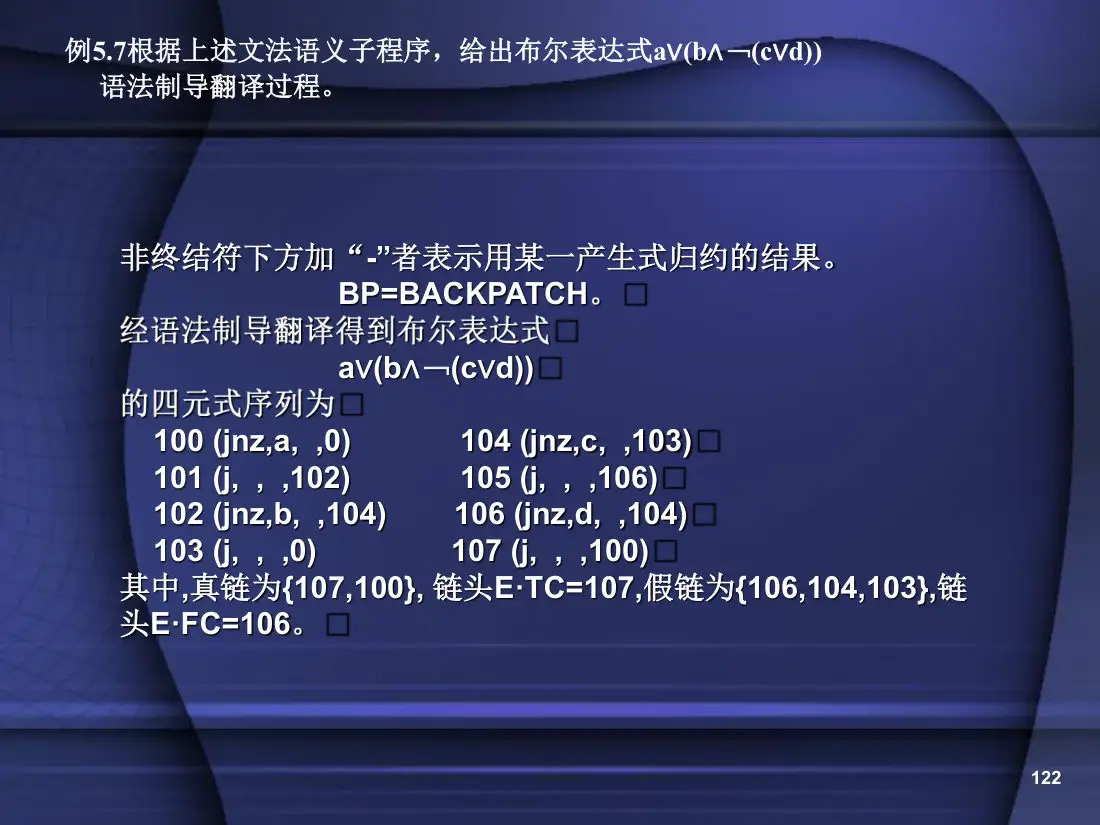 例5.7根据上述文法语义子程序，给出布尔表达式a∨(b∧￢(c∨d))
语法制导翻译过程。
非终结符下方加“-”者表示用某一产生式归约的结果。
BP=BACKPATCH。□
经语法制导翻译得到布尔表达式□
a∨(b∧￢(c∨d))□
的四元式序列为□
100 (jnz,a, ,0) 104 (jnz,c, ,103)□
101 (j, , ,102) 105 (j, , ,106)□
102 (jnz,b, ,104) 106 (jnz,d, ,104)□
103 (j, , ,0) 107 (j, , ,100)□
其中,真链为{107,100}, 链头E·TC=107,假链为{106,104,103},链
头E·FC=106。□
122